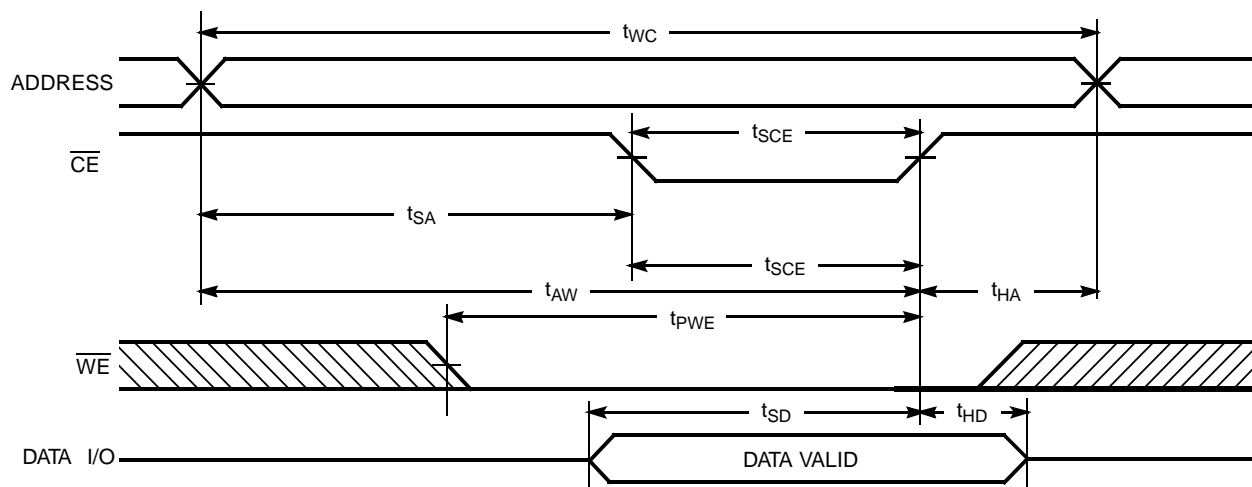 tWC
ADDRESS
tSCE
CE
tSA
tSCE
tAW
tHA
tPWE
WE
tSD
tHD
DATA I/O
DATA VALID